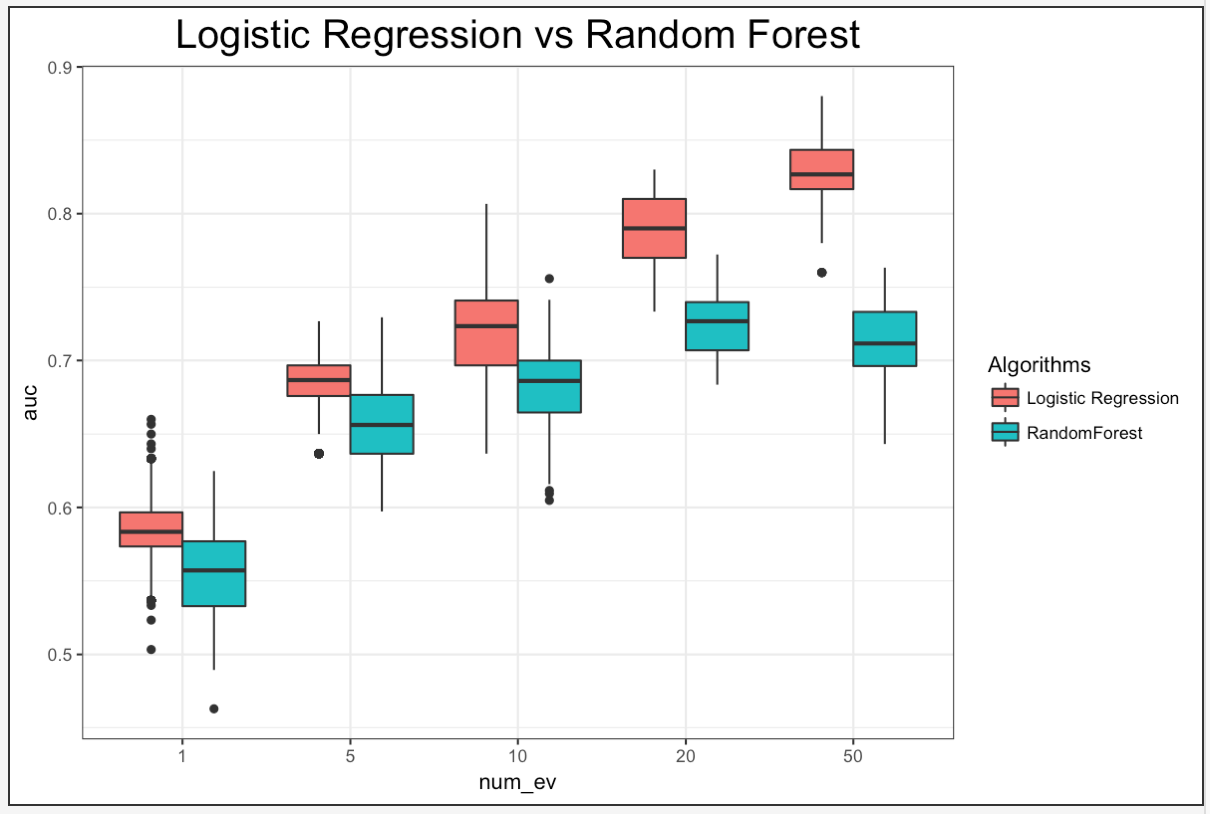 Logistic Regression vs Random Forest
0.9
0.8
0.7
0.6
0.5
auc
1 5 10 20 50
num_ev
Algorithms
Logistic Regression
RandomForest